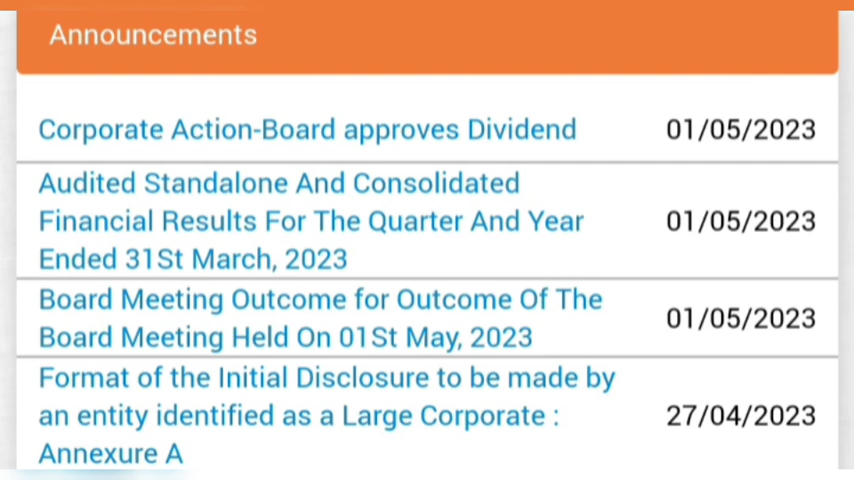 Announcements
Corporate Action-Board approves Dividend 01/05/2023
Audited Standalone And Consolidated
Financial Results For The Quarter And Year 01/05/2023
Ended 31St March, 2023
Board Meeting Outcome for Outcome Of The
Board Meeting Held On 01St May, 2023
01/05/2023
Format of the Initial Disclosure to be made by
an entity identified as a Large Corporate : 27/04/2023
Annexure A